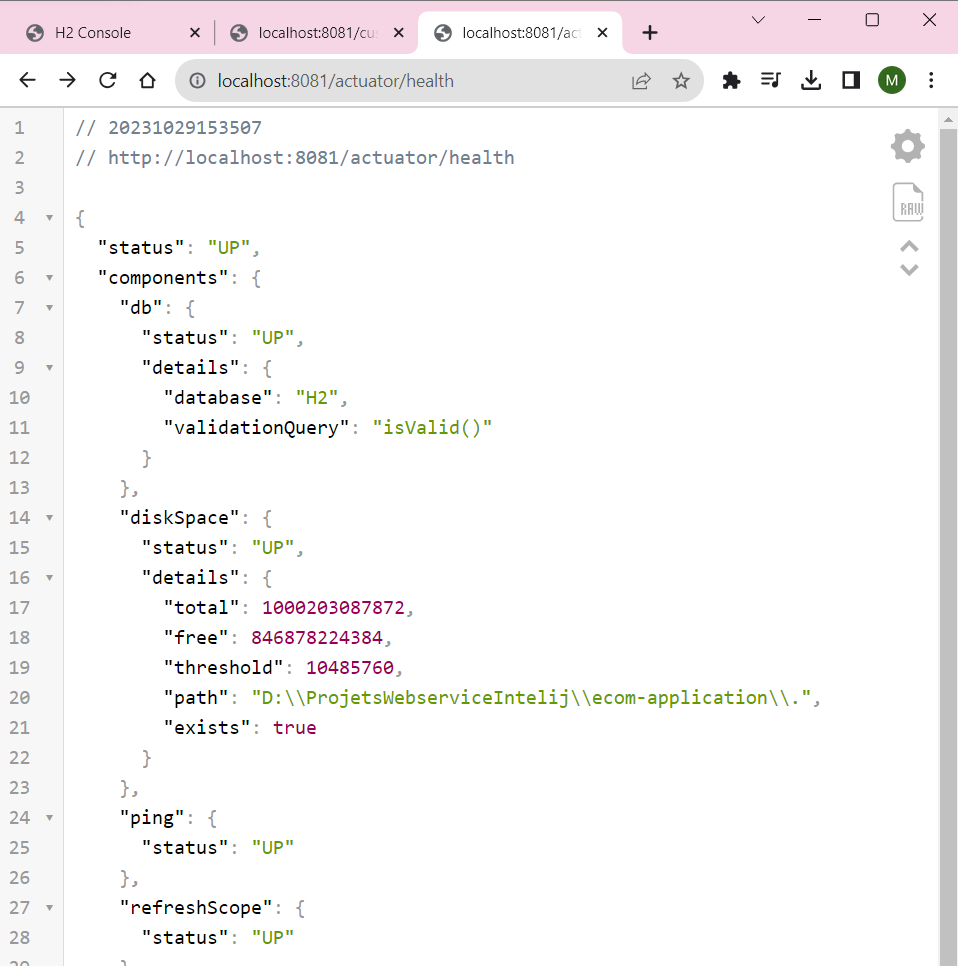 H2 Console
localhost:8081/cu
localhost:8081/act
localhost:8081/actuator/health
M
1 // 20231029153507
2 // http://localhost:8081/actuator/health
3
4 {
5 "status": "UP",
6 "components": {
7 "db": {
8 "status": "UP",
9 "details": {
10 "database": "H2",
11 "validationQuery": "isValid()"
12 }
13 },
14 "diskSpace": {
15 "status": "UP",
16 "details": {
17 "total": 1000203087872,
18 "free": 846878224384,
19 "threshold": 10485760,
20 "path": "D:\\ProjetsWebserviceIntelij\\ecom-application\\.",
21 "exists": true
22 }
23 },
24 "ping": {
25 "status": "UP"
26 },
27 "refreshScope": {
28 "status": "UP"
RAW